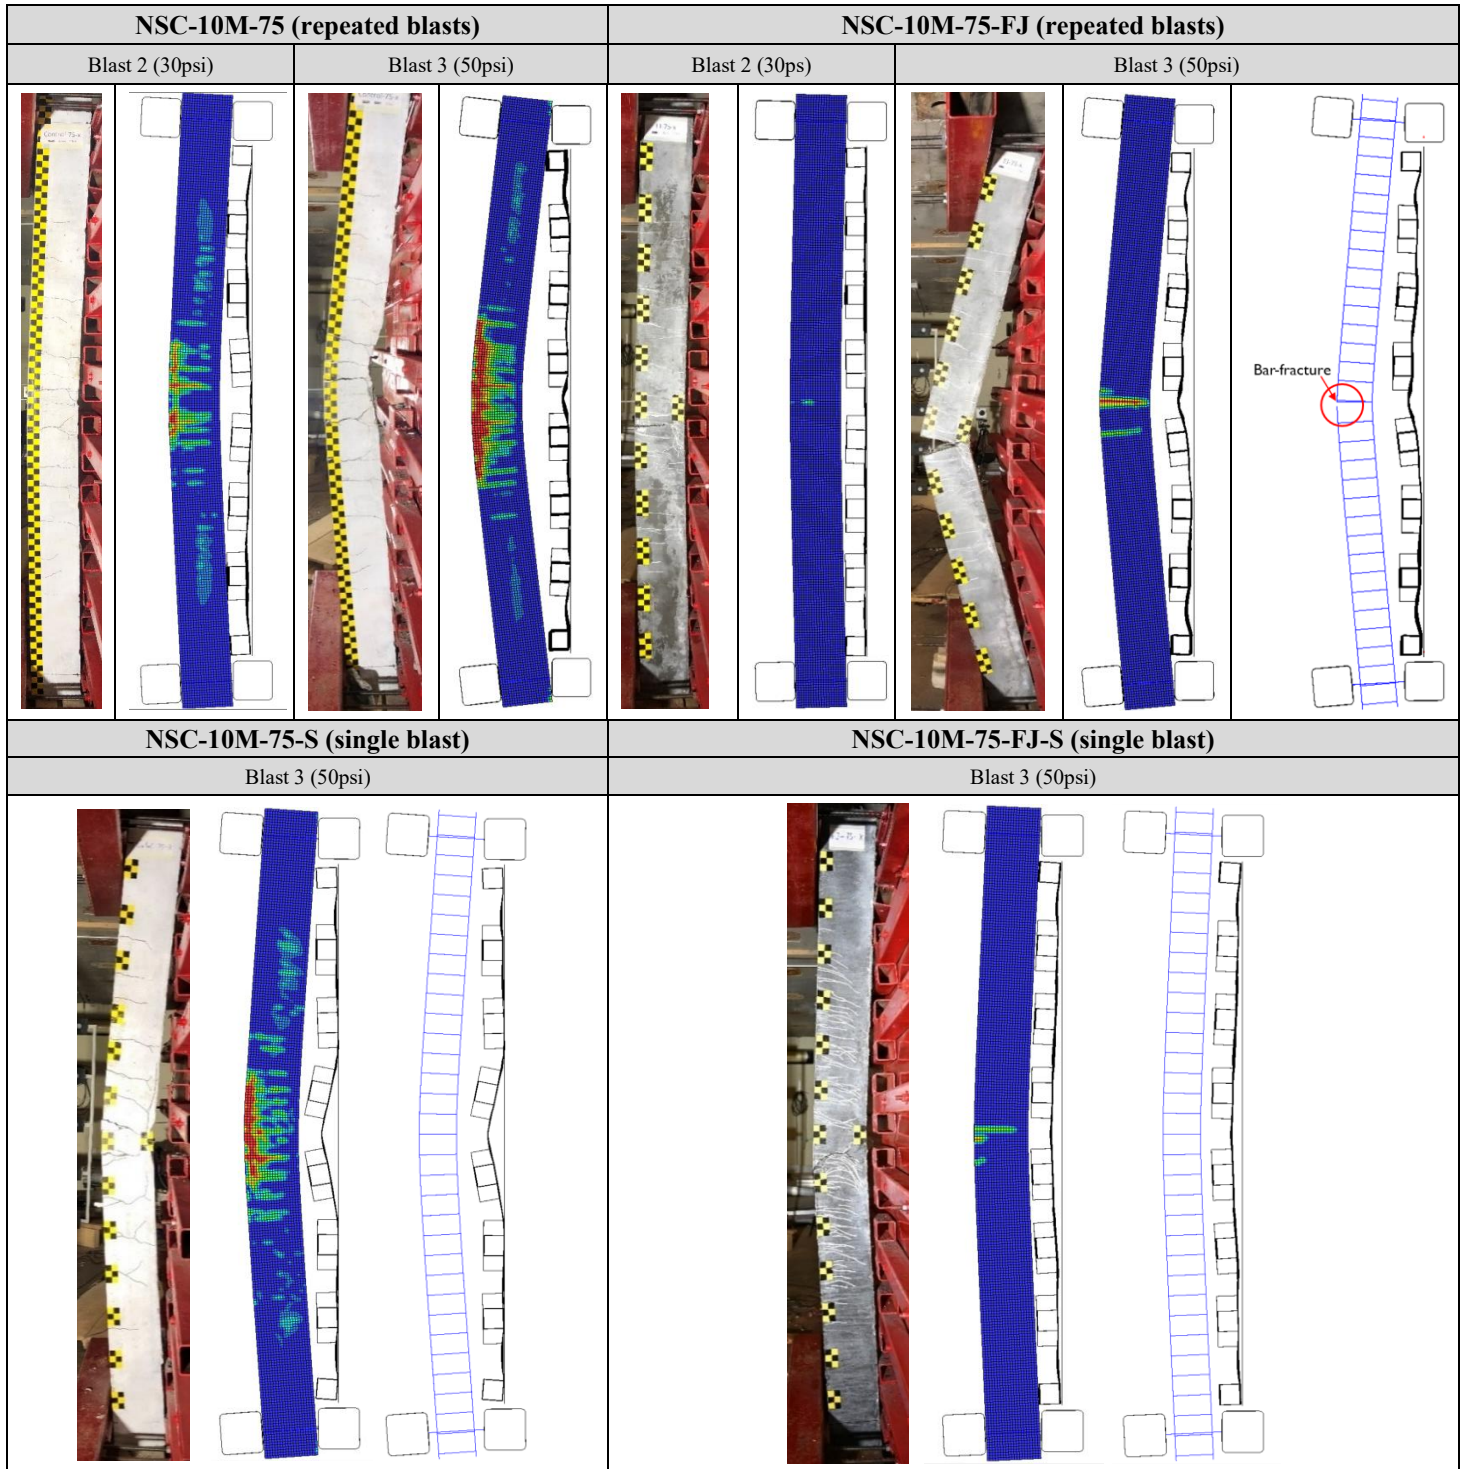 NSC-10M-75 (repeated blasts)
NSC-10M-75-FJ (repeated blasts)
Blast 2 (30psi)
Blast 3 (50psi)
Blast 2 (30ps)
Blast 3 (50psi)
Bar-fracture
NSC-10M-75-S (single blast)
NSC-10M-75-FJ-S (single blast)
Blast 3 (50psi)
Blast 3 (50psi)